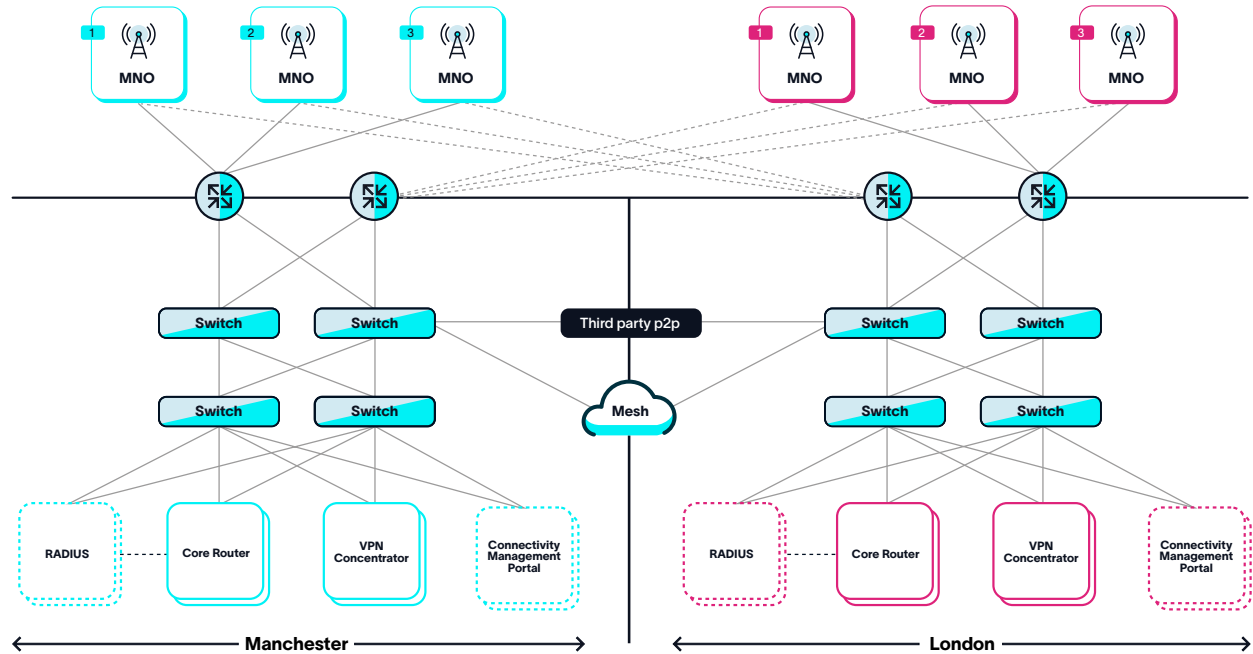 1
MNO
2
MNO
3
MNO
1
MNO
2
MNO
3
MNO
Switch
Switch
Third party p2p
Switch
Switch
Switch
Switch
Mesh
Switch
Switch
RADIUS
Core Router
VPN
Concentrator
Connectivity
Management
Portal
RADIUS
Core Router
VPN
Concentrator
Connectivity
Management
Portal
Manchester
London